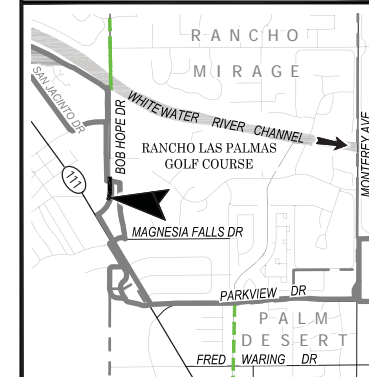 RANCHO
MIRAGE
SAN JACINTO DR
BOB HOPE DR
WHITEWATER RIVER CHANNEL
MONTEREY AVE
RANCHO LAS PALMAS
GOLF COURSE
111
MAGNESIA FALLS DR
PARKVIEW DR
PALM
DESERT
FRED WARING DR